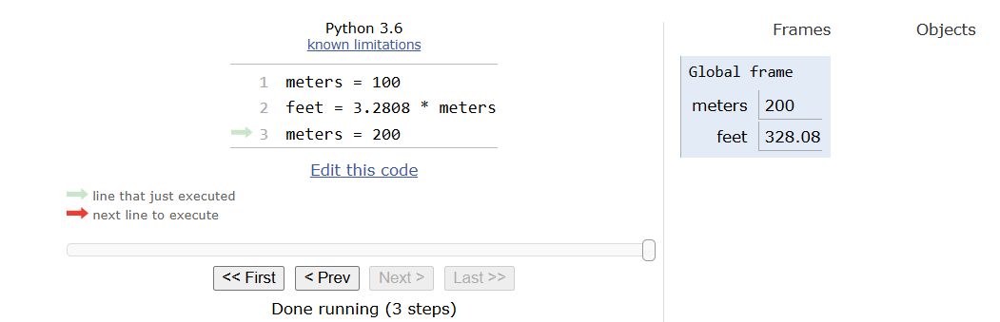 Python 3.6
known limitations
1 meters = 100
2 feet = 3.2808 * meters
3 meters = 200
Edit this code
line that just executed
next line to execute
<< First < Prev Next > Last >>
Done running (3 steps)
Frames Objects
Global frame
meters 200
feet 328.08